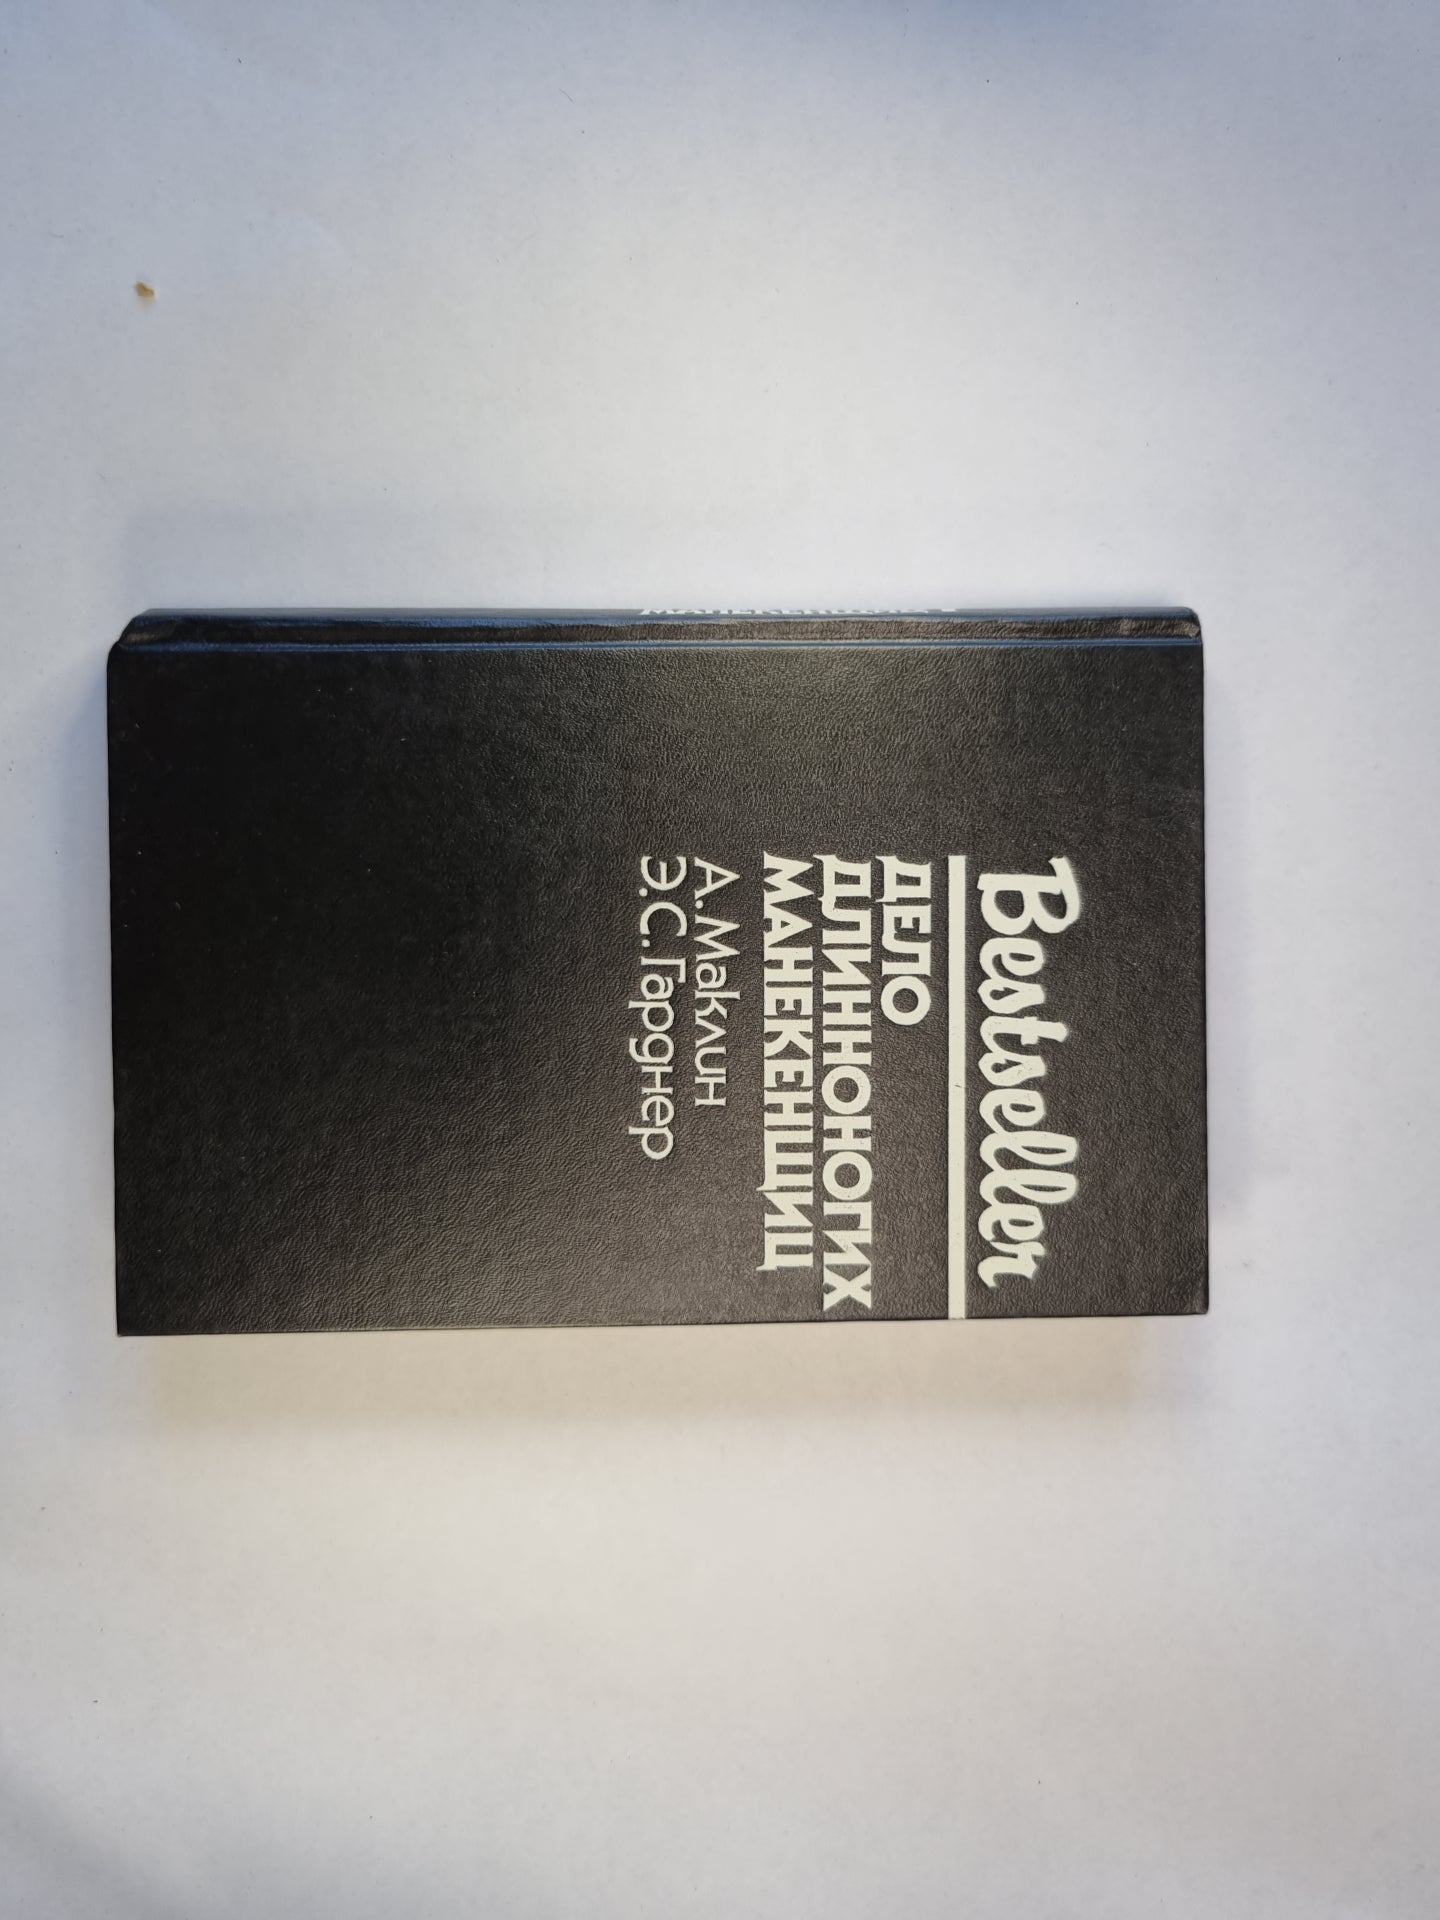 Bestseller
ДЕЛО
ДЛИННОНОГИХ
МАНЕКЕНЩИЦ
А. Маклин
Э.С. Гарднер